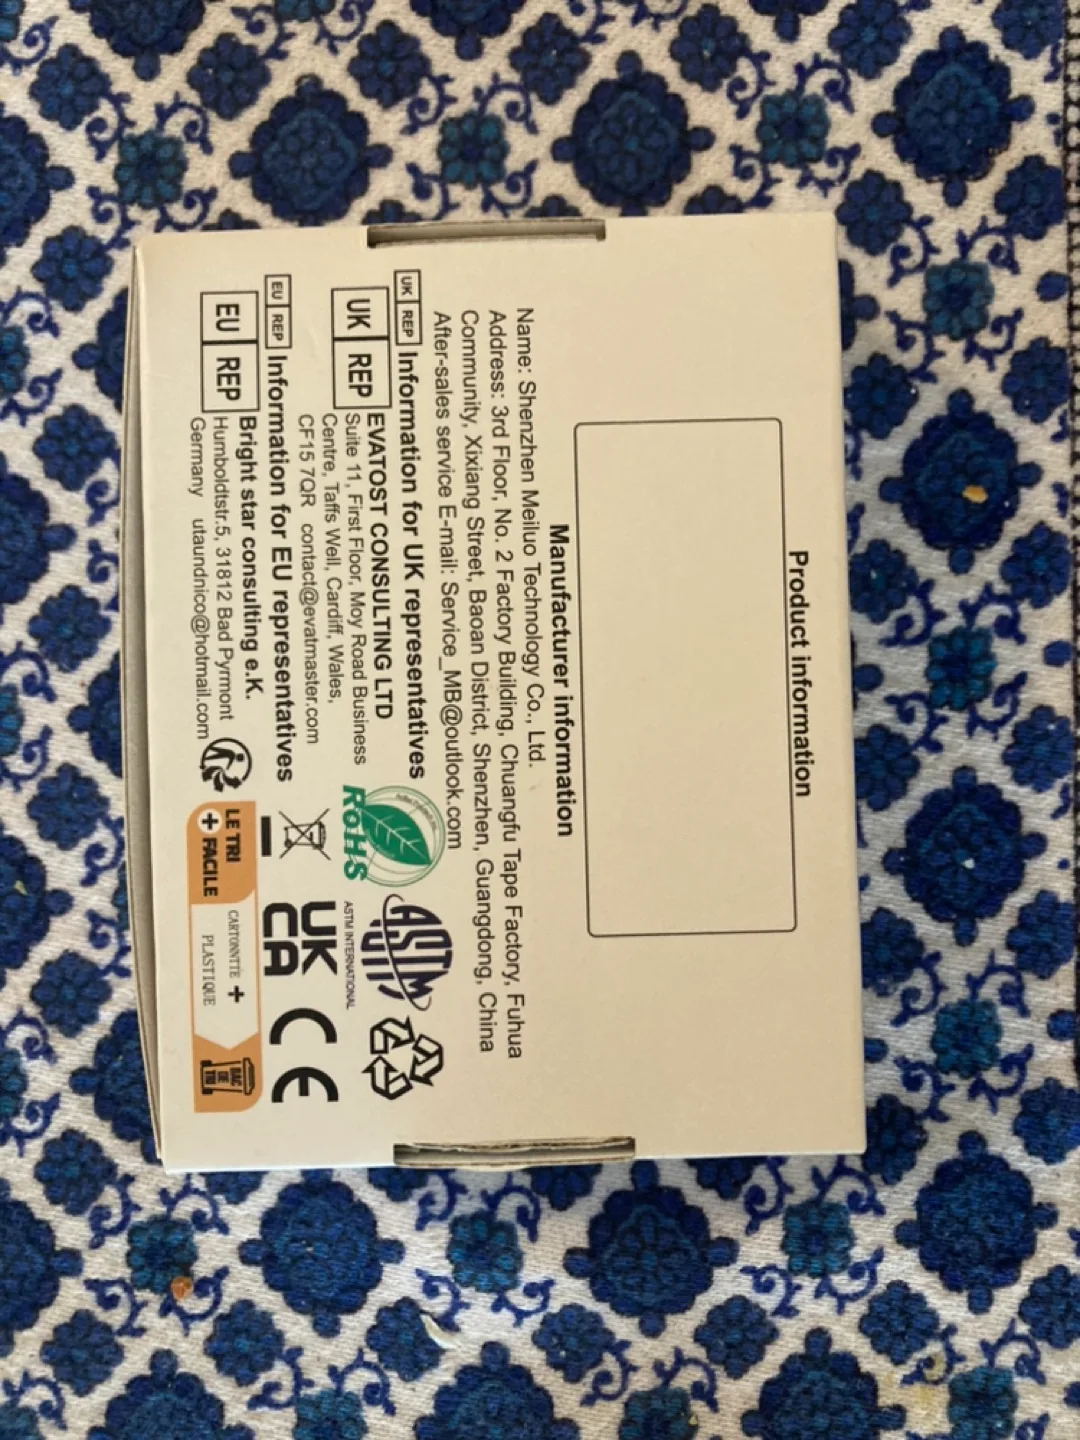 Product information
Manufacturer information
Name: Shenzhen Meiluo Technology Co., Ltd.
Address: 3rd Floor, No. 2 Factory Building, Chuangfu Tape Factory, Fuhua
Community, Xixiang Street, Baoan District, Shenzhen, Guangdong, China
After-sales service E-mail: Service_MB@outlook.com
UK REP Information for UK representatives
UK REP
EVATOST CONSULTING LTD
Suite 11, First Floor, Moy Road Business
Centre, Taffs Well, Cardiff, Wales,
CF15 7QR contact@evatmaster.com
EU REP Information for EU representatives
EU REP
Bright star consulting e.K.
Humboldtstr.5, 31812 Bad Pyrmont
Germany utaundnico@hotmail.com
RoHS
ASTM
ASTM INTERNATIONAL
UK
CA
CE
LE TRI
+ FACILE
CARTONNTTE +
PLASTIQUE
BAC
DE
TRI